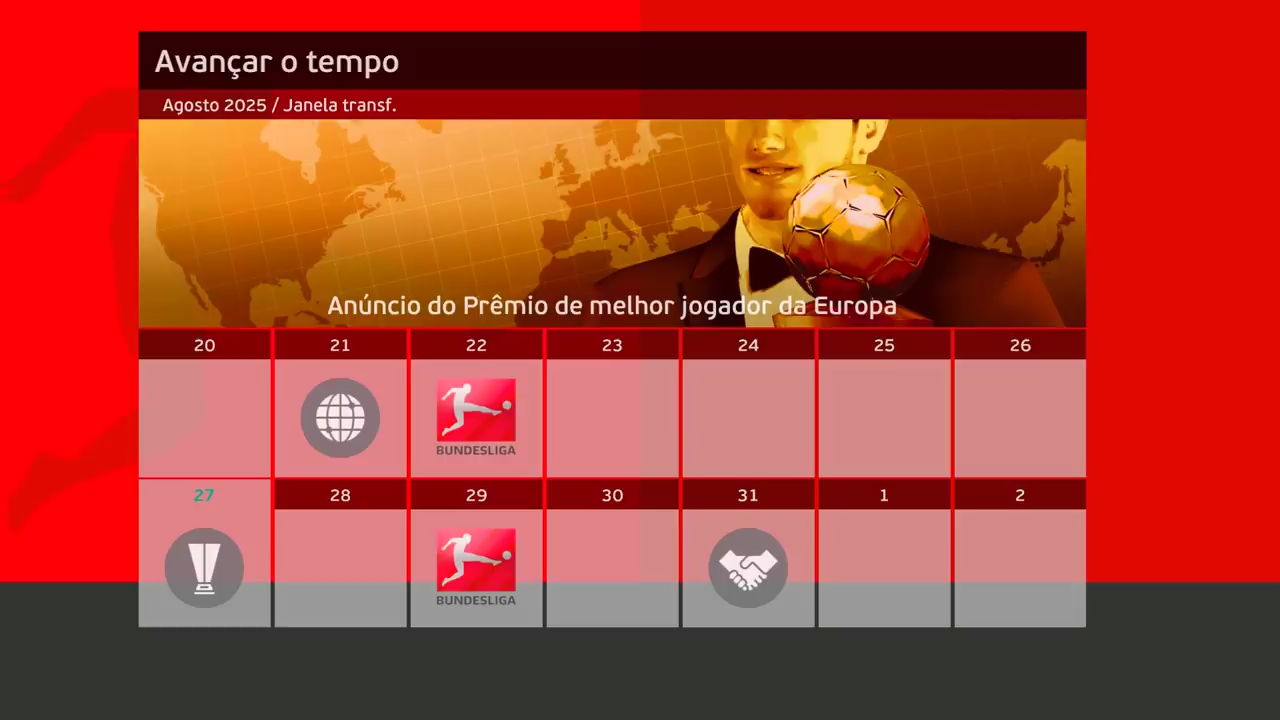 Avançar o tempo
Agosto 2025 / Janela transf.
Anúncio do Prêmio de melhor jogador da Europa
20 21 22 23 24 25 26
BUNDESLIGA
27 28 29 30 31 1 2
BUNDESLIGA